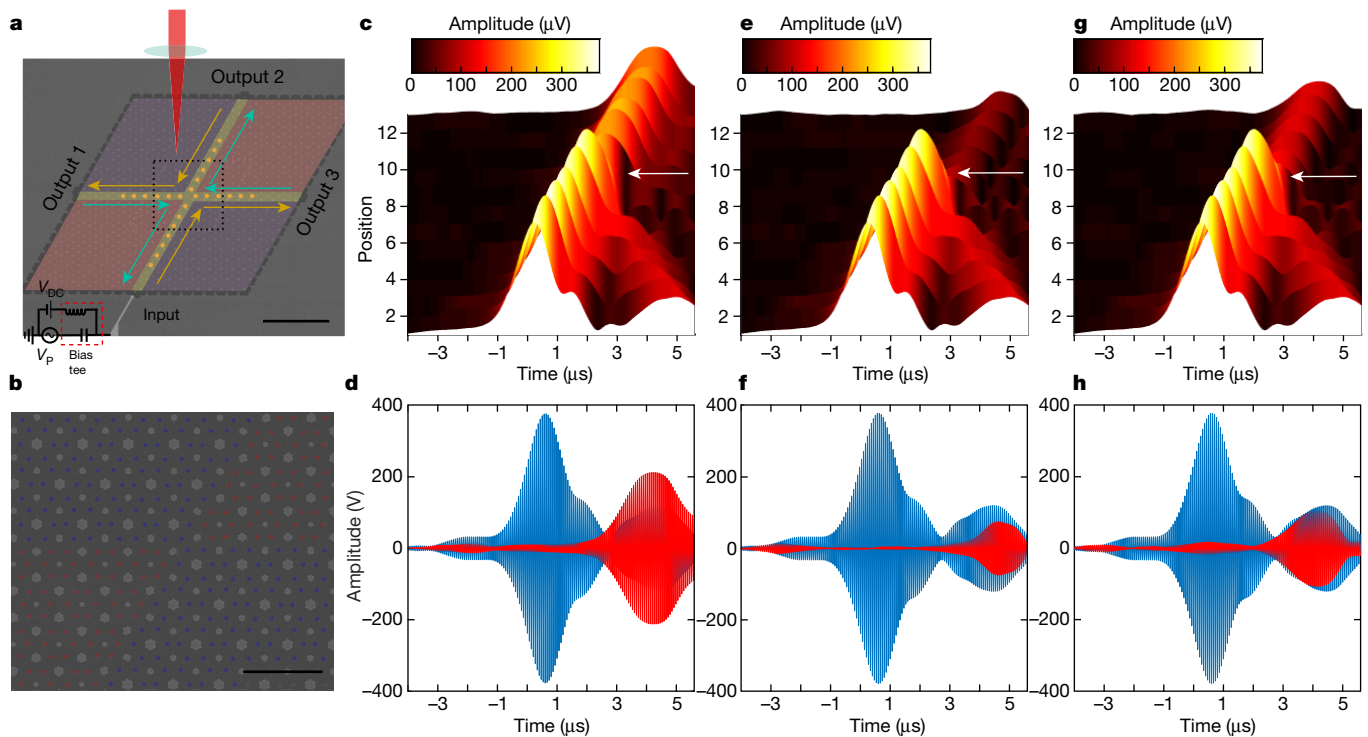 a
Output 2
Output 1
Output 3
V_DC
V_P
Bias
tee
Input
b
c
Amplitude (μV)
0 100 200 300
Position
12
10
8
6
4
2
−3 −1 1 3 5
Time (μs)
e
Amplitude (μV)
0 100 200 300
12
10
8
6
4
2
−3 −1 1 3 5
Time (μs)
g
Amplitude (μV)
0 100 200 300
12
10
8
6
4
2
−3 −1 1 3 5
Time (μs)
d
Amplitude (V)
400
200
0
−200
−400
−3 −1 1 3 5
Time (μs)
f
400
200
0
−200
−400
−3 −1 1 3 5
Time (μs)
h
400
200
0
−200
−400
−3 −1 1 3 5
Time (μs)